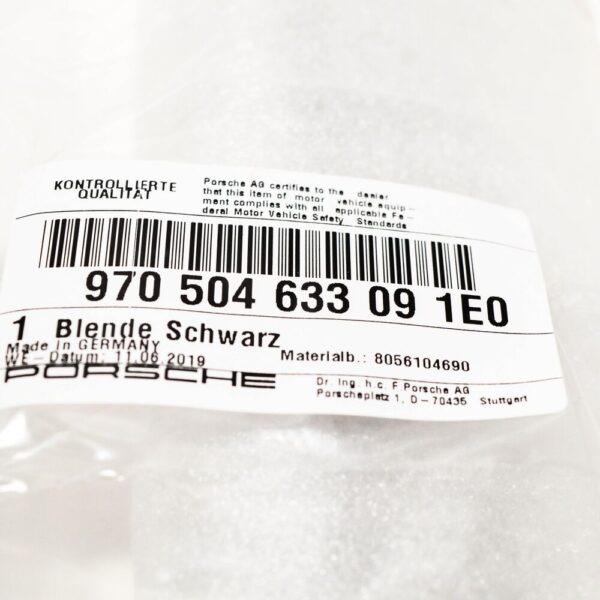 KONTROLLIERTE
QUALITÄT
Porsche AG certifies to the dealer
that this item of motor vehicle equip-
ment complies with all applicable Fe-
deral Motor Vehicle Safety Standards
970 504 633 09 1E0
1 Blende Schwarz
Made in GERMANY
WE-Datum: 11.06.2019
Materialb.: 8056104690
PORSCHE
Dr. Ing. h.c. F Porsche AG
Porscheplatz 1, D-70435 Stuttgart